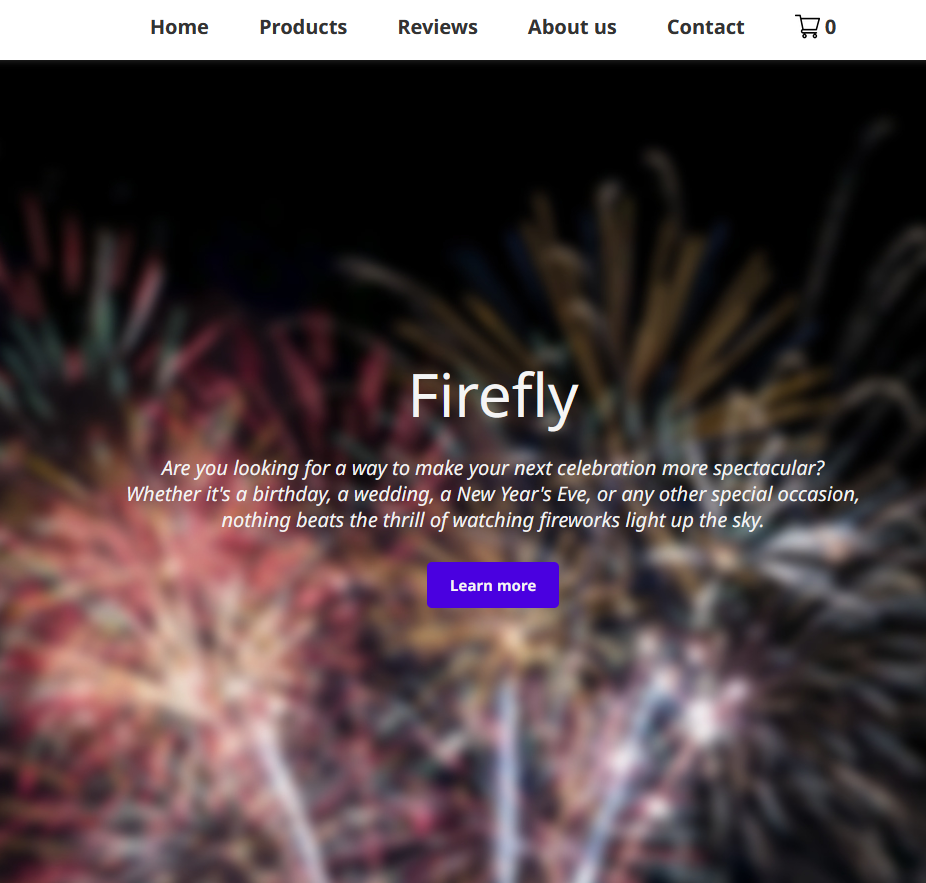 Home Products Reviews About us Contact 0
Firefly
Are you looking for a way to make your next celebration more spectacular?
Whether it's a birthday, a wedding, a New Year's Eve, or any other special occasion,
nothing beats the thrill of watching fireworks light up the sky.
Learn more